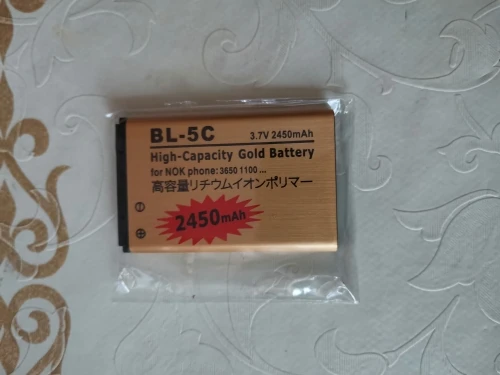 BL-5C
3.7V 2450mAh
High-Capacity Gold Battery
for NOK phone: 3650 1100 ...
高容量リチウムイオンポリマー
2450mAh